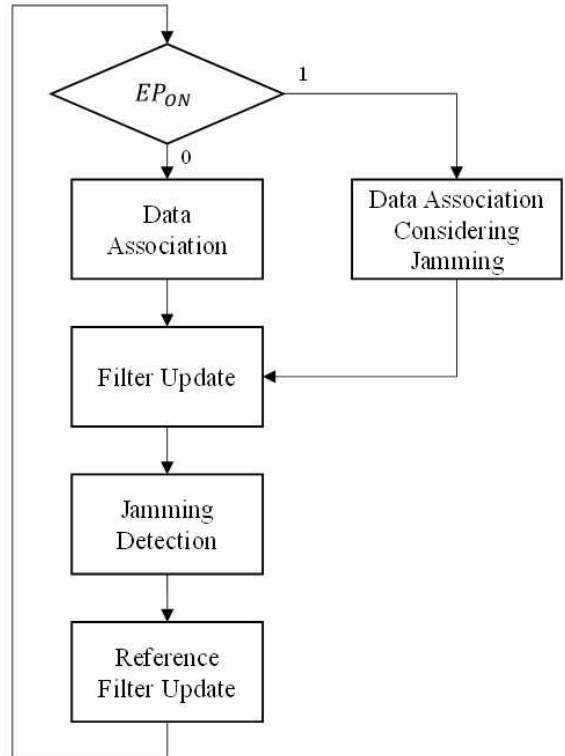 EP_ON
1
0
Data
Association
Data Association
Considering
Jamming
Filter Update
Jamming
Detection
Reference
Filter Update